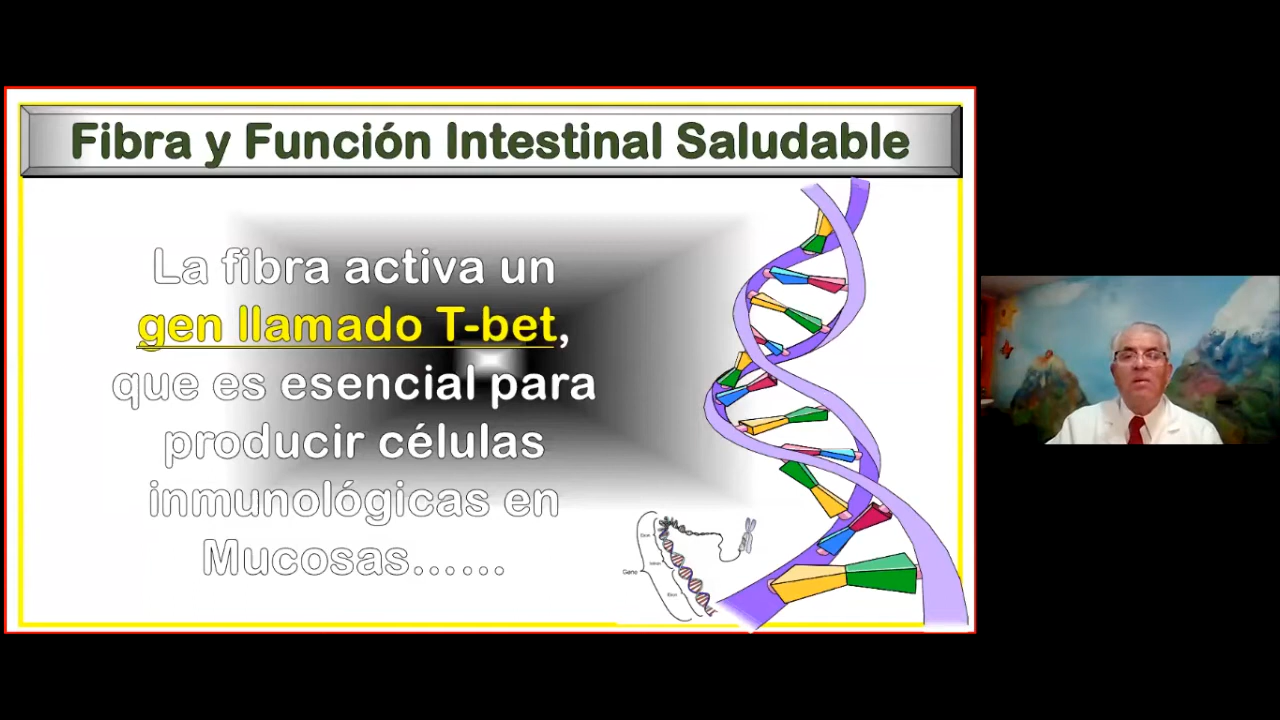 Fibra y Función Intestinal Saludable
La fibra activa un
gen llamado T-bet,
que es esencial para
producir células
inmunológicas en
Mucosas......
Gene